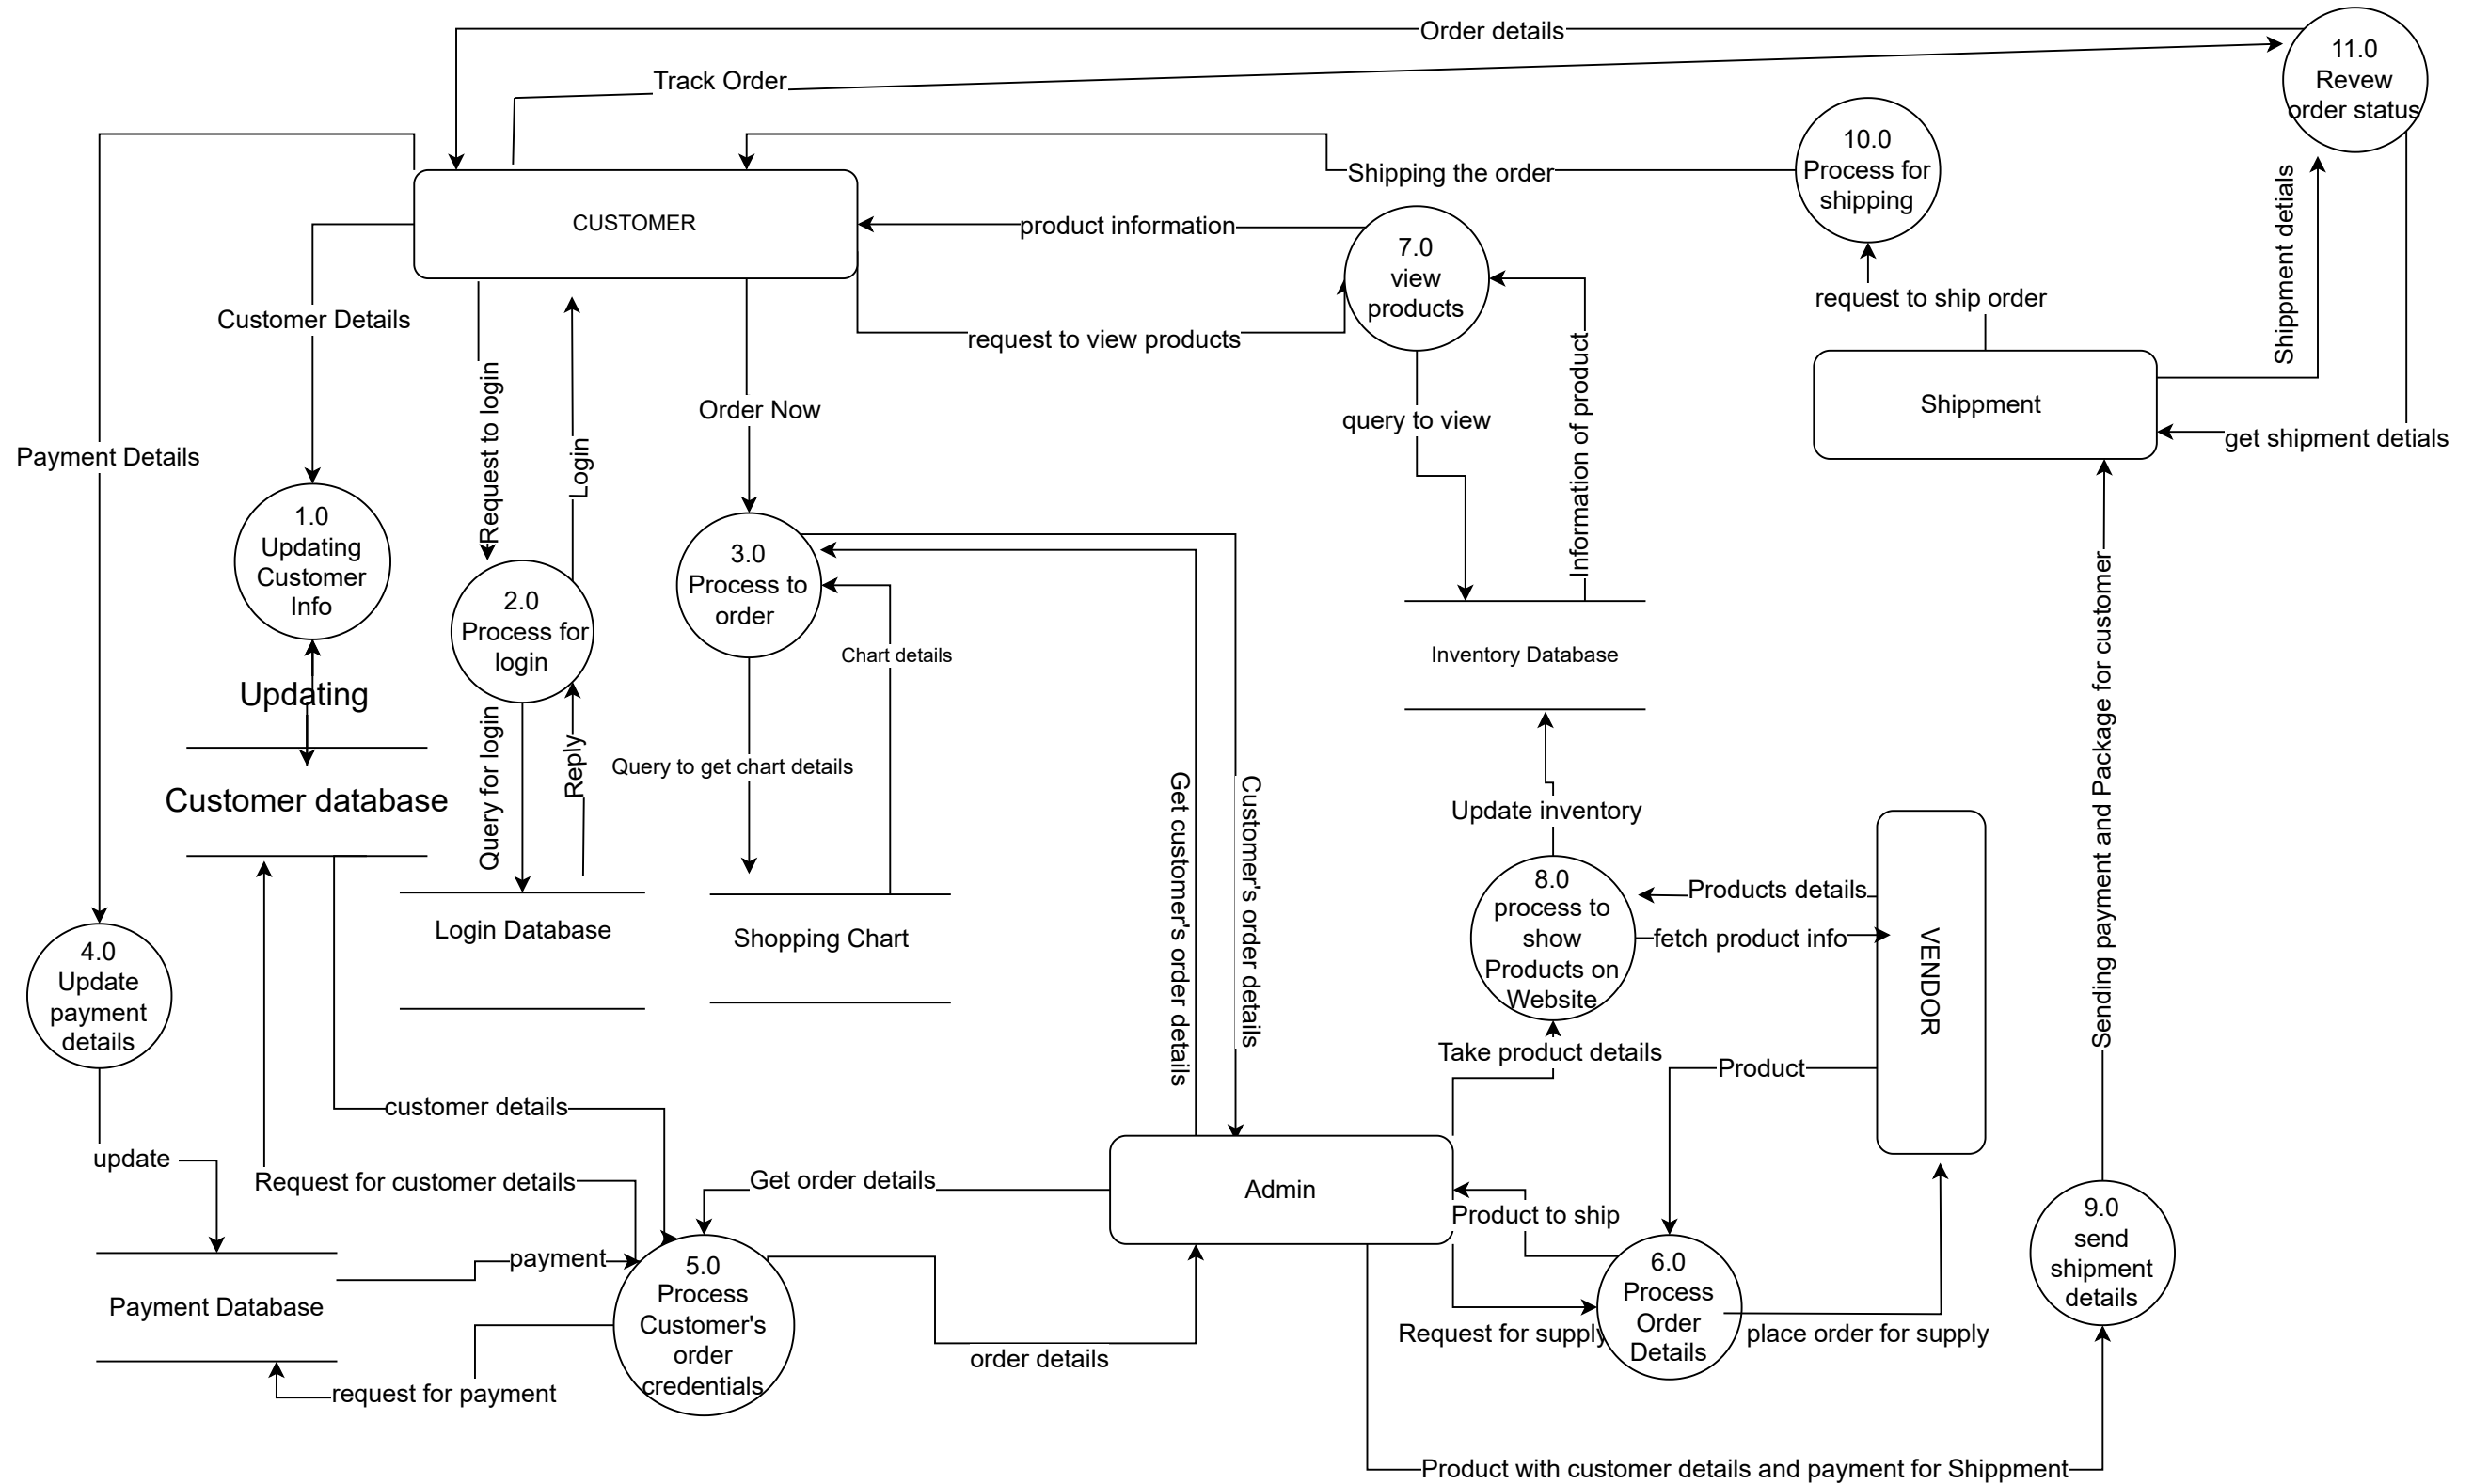 Order details
11.0
Revew
order status
Track Order
10.0
Process for
shipping
Shipping the order
CUSTOMER
product information
7.0
view
products
Shippment detials
request to ship order
Customer Details
request to view products
Information of product
Request to login
Order Now
query to view
Shippment
get shipment detials
Payment Details
Login
1.0
Updating
Customer
Info
3.0
Process to
order
2.0
Process for
login
Chart details
Inventory Database
Sending payment and Package for customer
Updating
Query for login
Reply
Query to get chart details
Get customer's order details
Customer's order details
Customer database
Update inventory
8.0
process to
show
Products on
Website
Products details
fetch product info
VENDOR
Login Database
Shopping Chart
4.0
Update
payment
details
Take product details
Product
customer details
update
Request for customer details
Get order details
Admin
Product to ship
9.0
send
shipment
details
payment
5.0
Process
Customer's
order
credentials
6.0
Process
Order
Details
Payment Database
Request for supply
place order for supply
order details
request for payment
Product with customer details and payment for Shippment